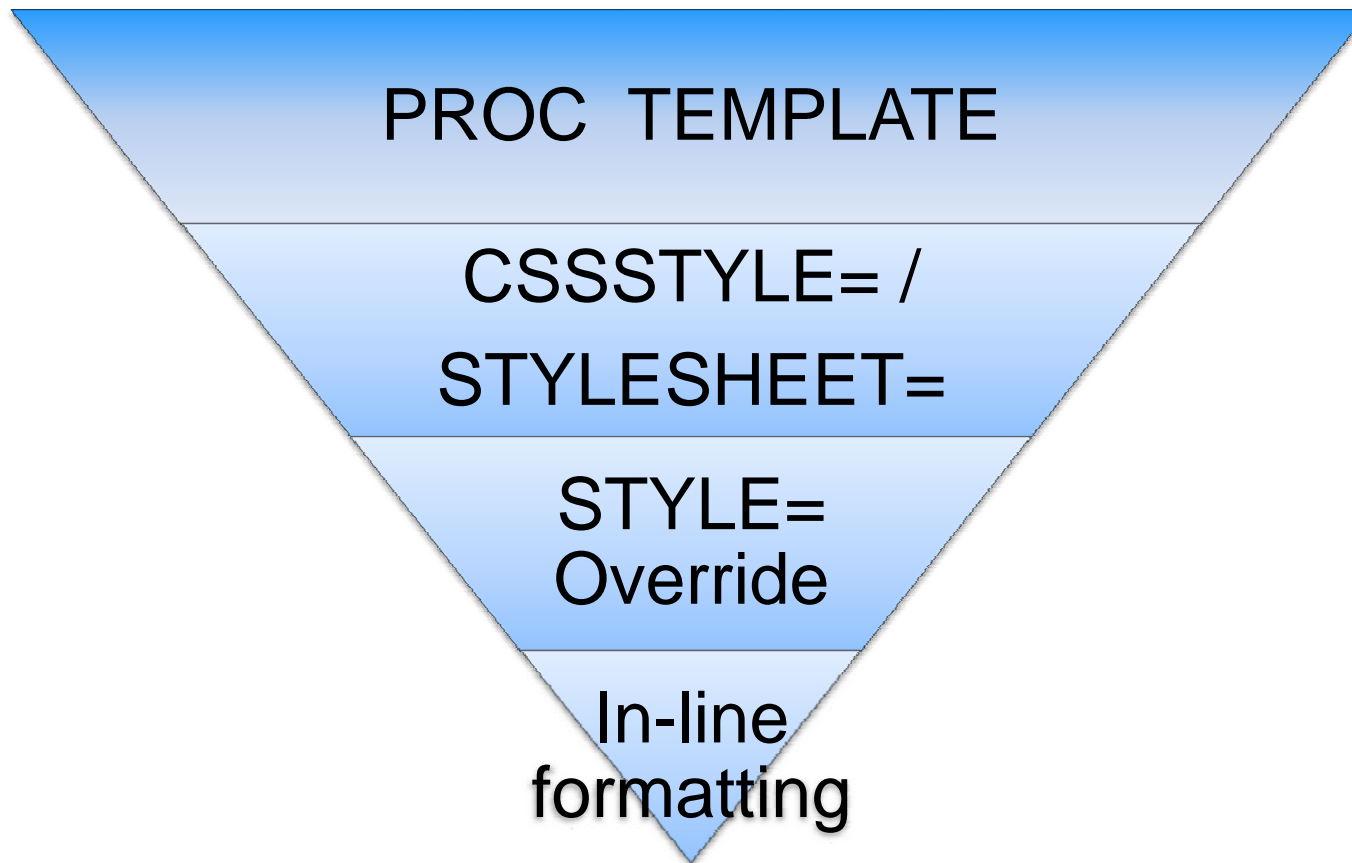 PROC TEMPLATE
CSSSTYLE= /
STYLESHEET=
STYLE=
Override
In-line
formatting